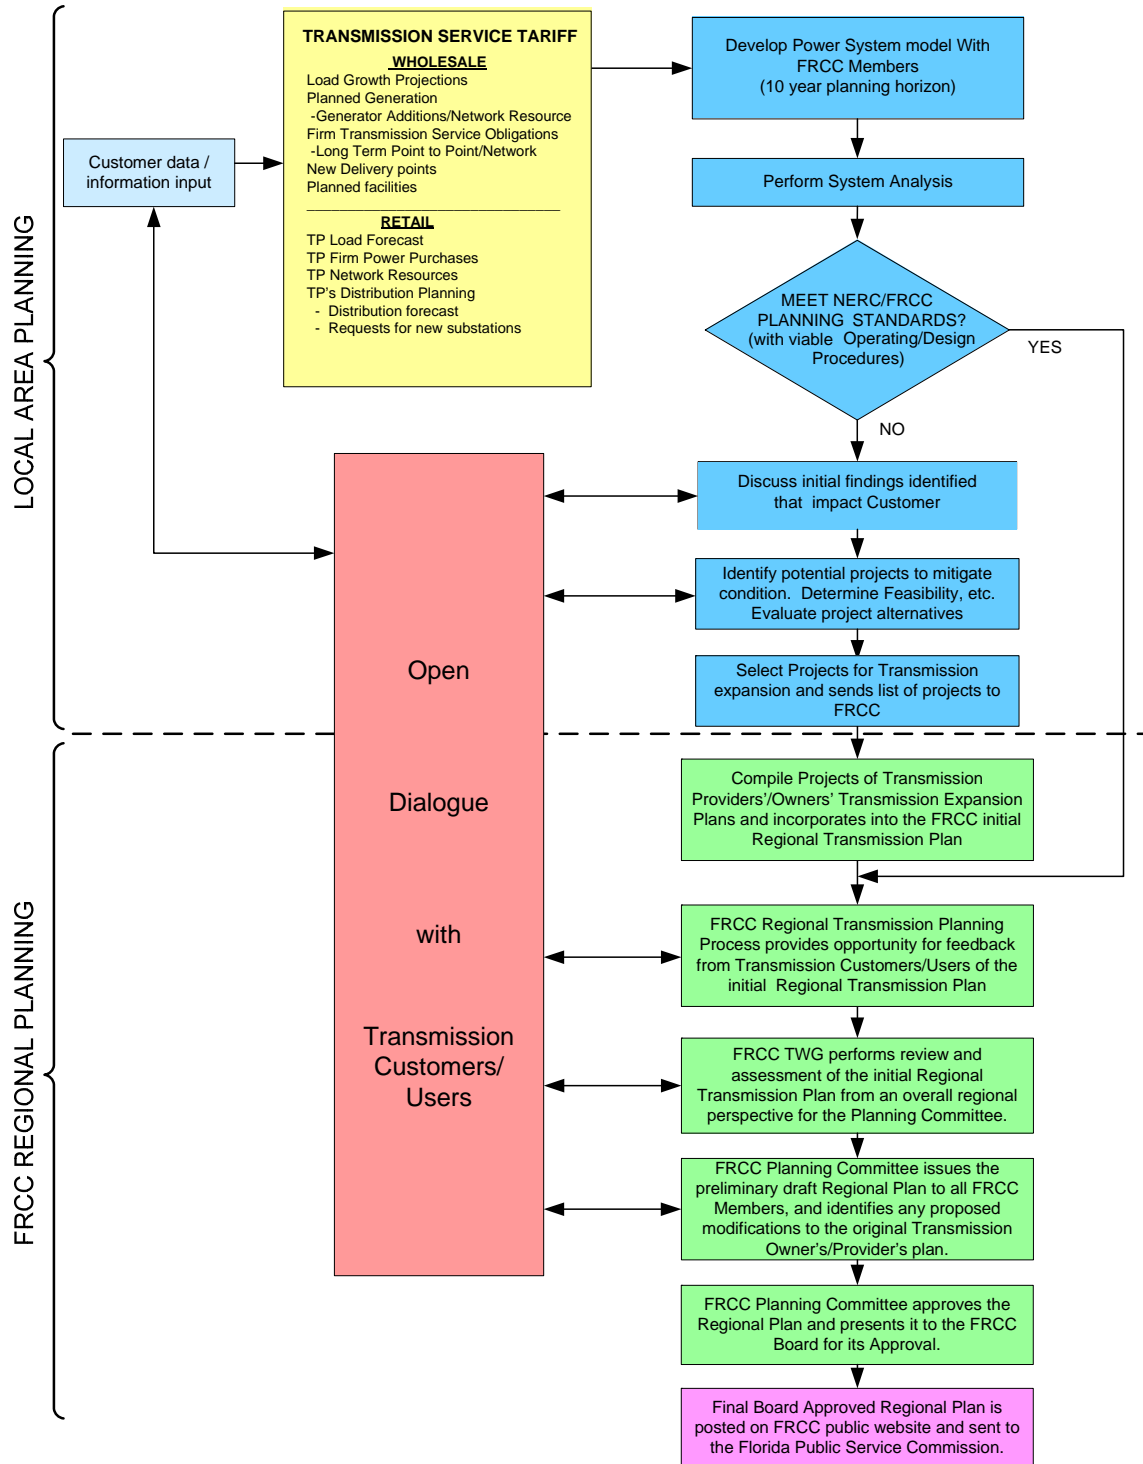 TRANSMISSION SERVICE TARIFF
WHOLESALE
Load Growth Projections
Planned Generation
-Generator Additions/Network Resource
Firm Transmission Service Obligations
-Long Term Point to Point/Network
New Delivery points
Planned facilities
RETAIL
TP Load Forecast
TP Firm Power Purchases
TP Network Resources
TP's Distribution Planning
- Distribution forecast
- Requests for new substations
Customer data /
information input
LOCAL AREA PLANNING
Develop Power System model With
FRCC Members
(10 year planning horizon)
Perform System Analysis
MEET NERC/FRCC
PLANNING STANDARDS?
(with viable Operating/Design
Procedures)
YES
NO
Discuss initial findings identified
that impact Customer
Identify potential projects to mitigate
condition. Determine Feasibility, etc.
Evaluate project alternatives
Select Projects for Transmission
expansion and sends list of projects to
FRCC
Open
Dialogue
with
Transmission
Customers/
Users
FRCC REGIONAL PLANNING
Compile Projects of Transmission
Providers'/Owners' Transmission Expansion
Plans and incorporates into the FRCC initial
Regional Transmission Plan
FRCC Regional Transmission Planning
Process provides opportunity for feedback
from Transmission Customers/Users of the
initial Regional Transmission Plan
FRCC TWG performs review and
assessment of the initial Regional
Transmission Plan from an overall regional
perspective for the Planning Committee.
FRCC Planning Committee issues the
preliminary draft Regional Plan to all FRCC
Members, and identifies any proposed
modifications to the original Transmission
Owner's/Provider's plan.
FRCC Planning Committee approves the
Regional Plan and presents it to the FRCC
Board for its Approval.
Final Board Approved Regional Plan is
posted on FRCC public website and sent to
the Florida Public Service Commission.